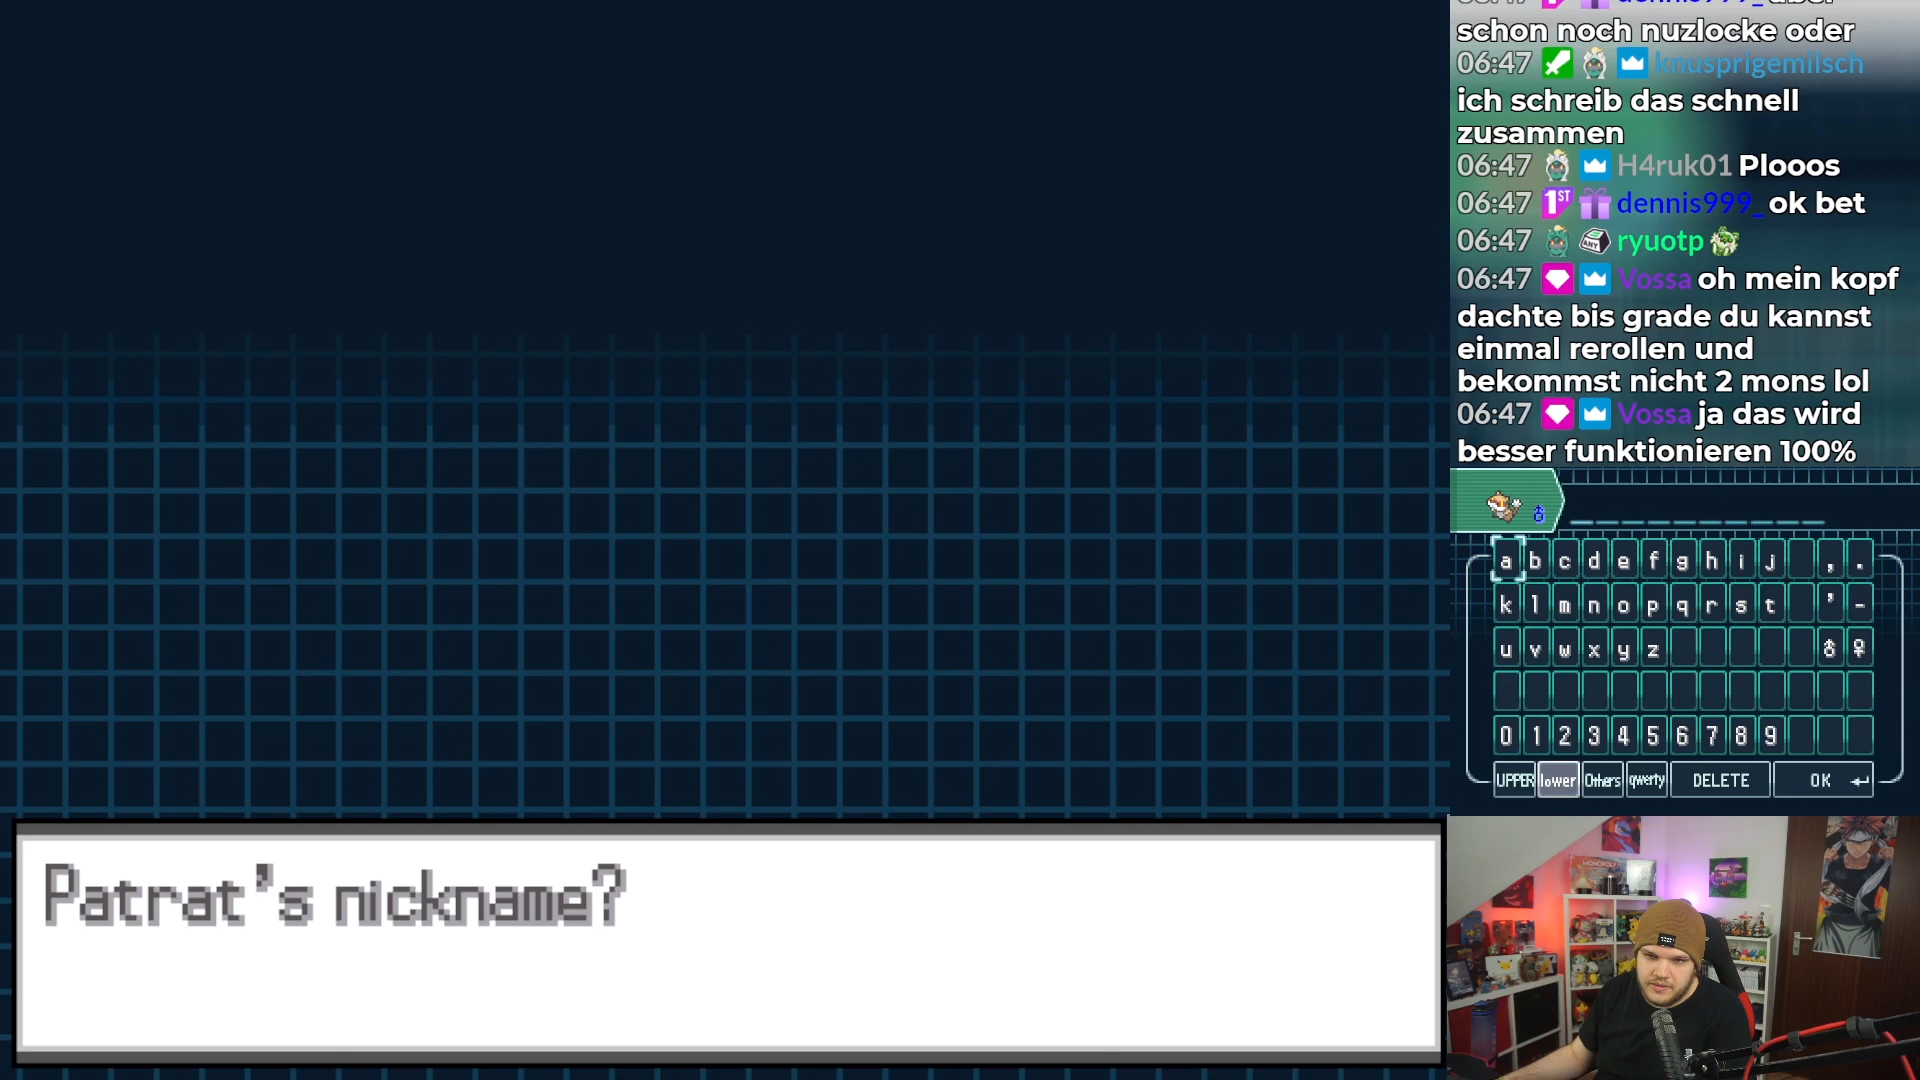 schon noch nuzlocke oder
06:47 knusprigemilsch
ich schreib das schnell
zusammen
06:47 H4ruk01 Plooos
06:47 1ST dennis999_ ok bet
06:47 ANY ryuotp
06:47 Vossa oh mein kopf
dachte bis grade du kannst
einmal rerollen und
bekommst nicht 2 mons lol
06:47 Vossa ja das wird
besser funktionieren 100%
a b c d e f g h i j , .
k l m n o p q r s t ' -
u v w x y z ♂ ♀
0 1 2 3 4 5 6 7 8 9
UPPER lower Others qwerty DELETE OK
Patrat's nickname?
MONOPOLY